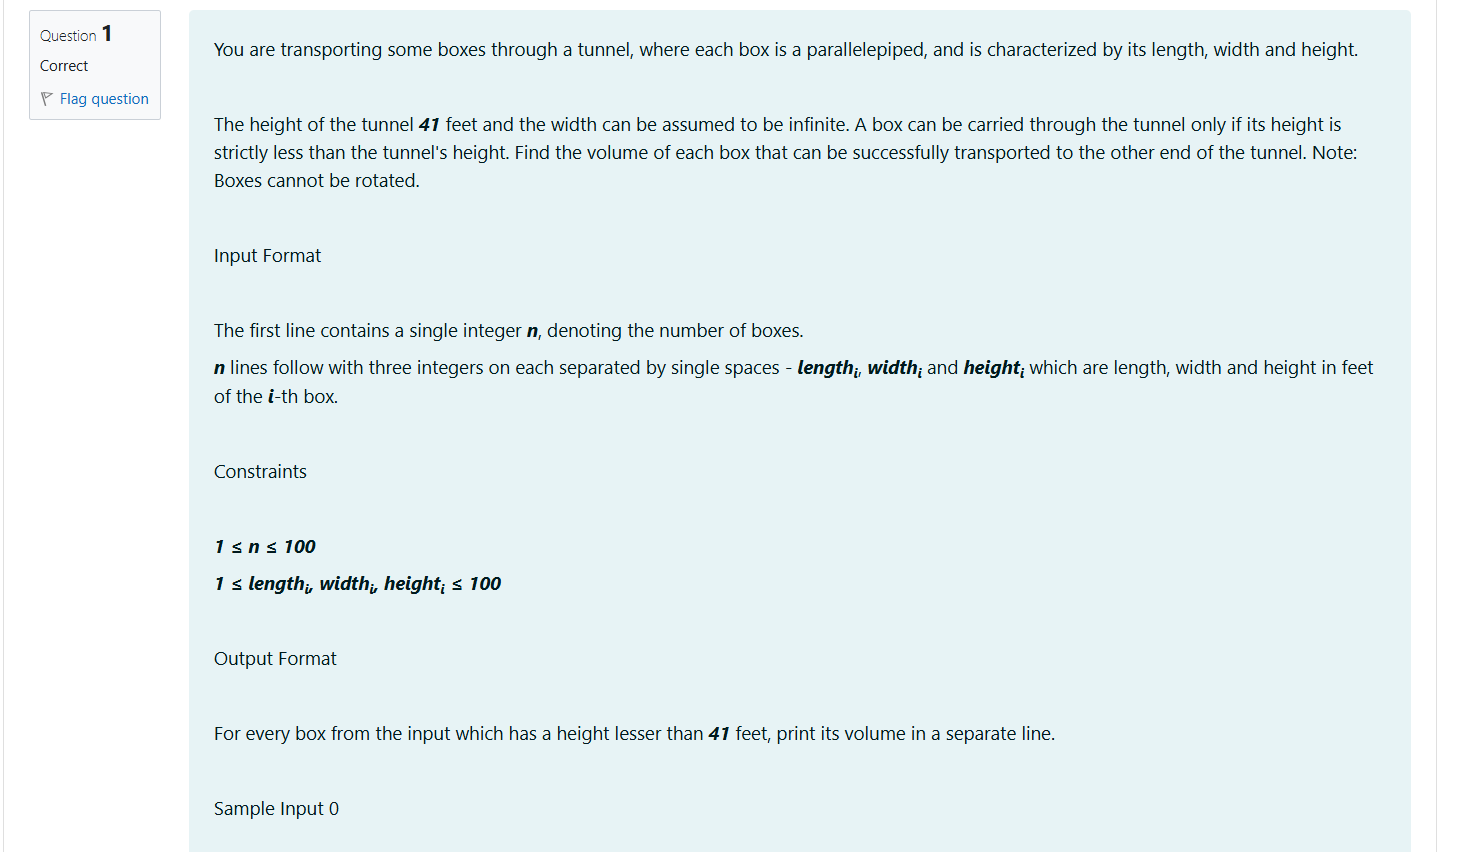 Question 1
Correct
Flag question
You are transporting some boxes through a tunnel, where each box is a parallelepiped, and is characterized by its length, width and height.
The height of the tunnel 41 feet and the width can be assumed to be infinite. A box can be carried through the tunnel only if its height is
strictly less than the tunnel's height. Find the volume of each box that can be successfully transported to the other end of the tunnel. Note:
Boxes cannot be rotated.
Input Format
The first line contains a single integer n, denoting the number of boxes.
n lines follow with three integers on each separated by single spaces - lengthᵢ, widthᵢ and heightᵢ which are length, width and height in feet
of the i-th box.
Constraints
1 ≤ n ≤ 100
1 ≤ lengthᵢ, widthᵢ, heightᵢ ≤ 100
Output Format
For every box from the input which has a height lesser than 41 feet, print its volume in a separate line.
Sample Input 0